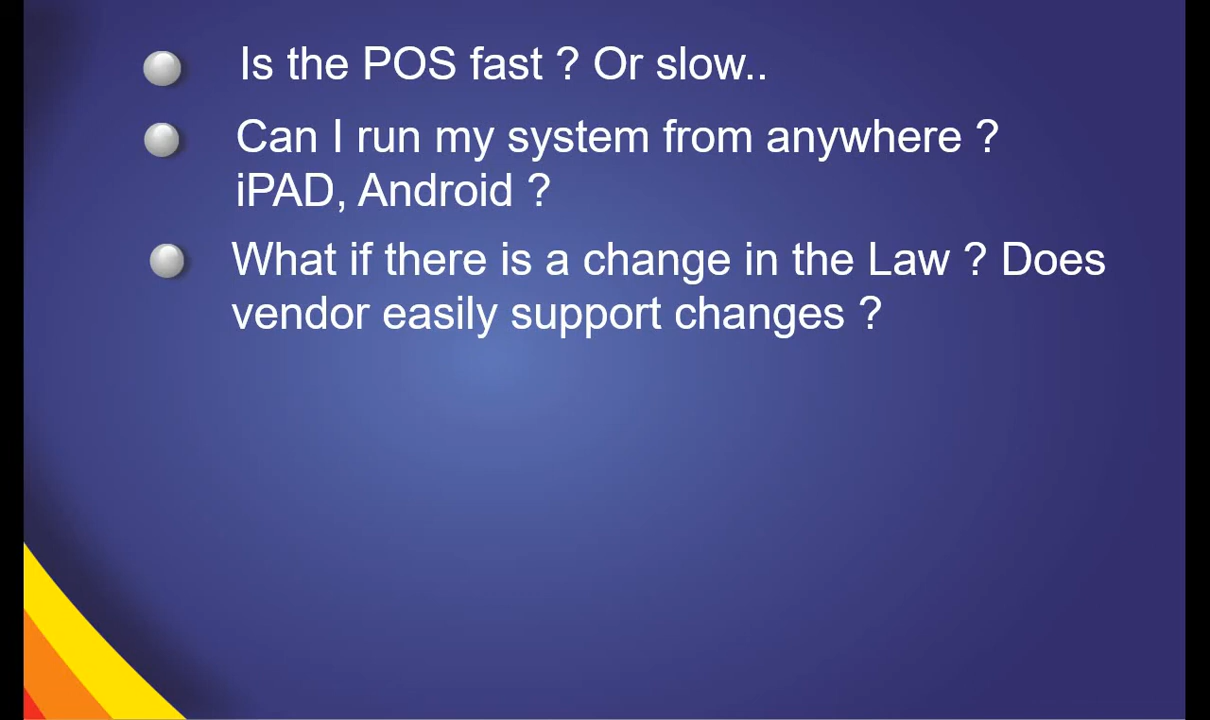 Is the POS fast ? Or slow..
Can I run my system from anywhere ?
iPAD, Android ?
What if there is a change in the Law ? Does
vendor easily support changes ?